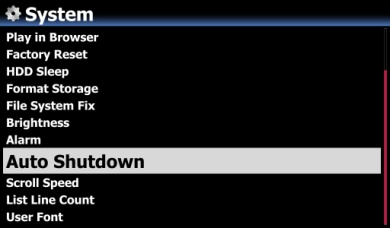 System
Play in Browser
Factory Reset
HDD Sleep
Format Storage
File System Fix
Brightness
Alarm
Auto Shutdown
Scroll Speed
List Line Count
User Font